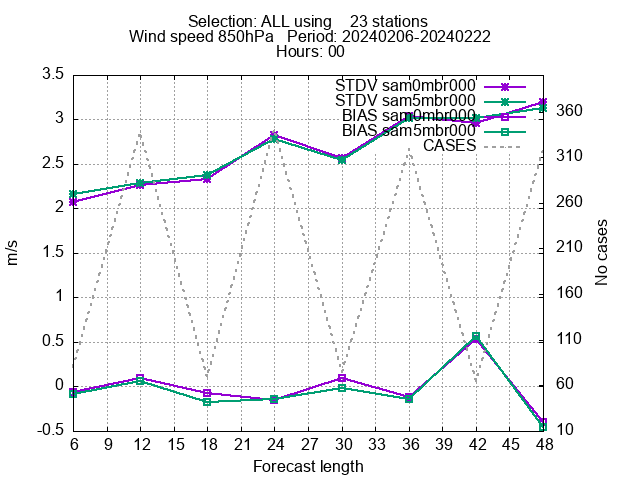 Selection: ALL using    23 stations
Wind speed 850hPa   Period: 20240206-20240222
Hours: 00
STDV sam0mbr000
STDV sam5mbr000
BIAS sam0mbr000
BIAS sam5mbr000
CASES
3.5
3
2.5
2
1.5
1
0.5
0
-0.5
m/s
360
310
260
210
160
110
60
10
No cases
6 9 12 15 18 21 24 27 30 33 36 39 42 45 48
Forecast length